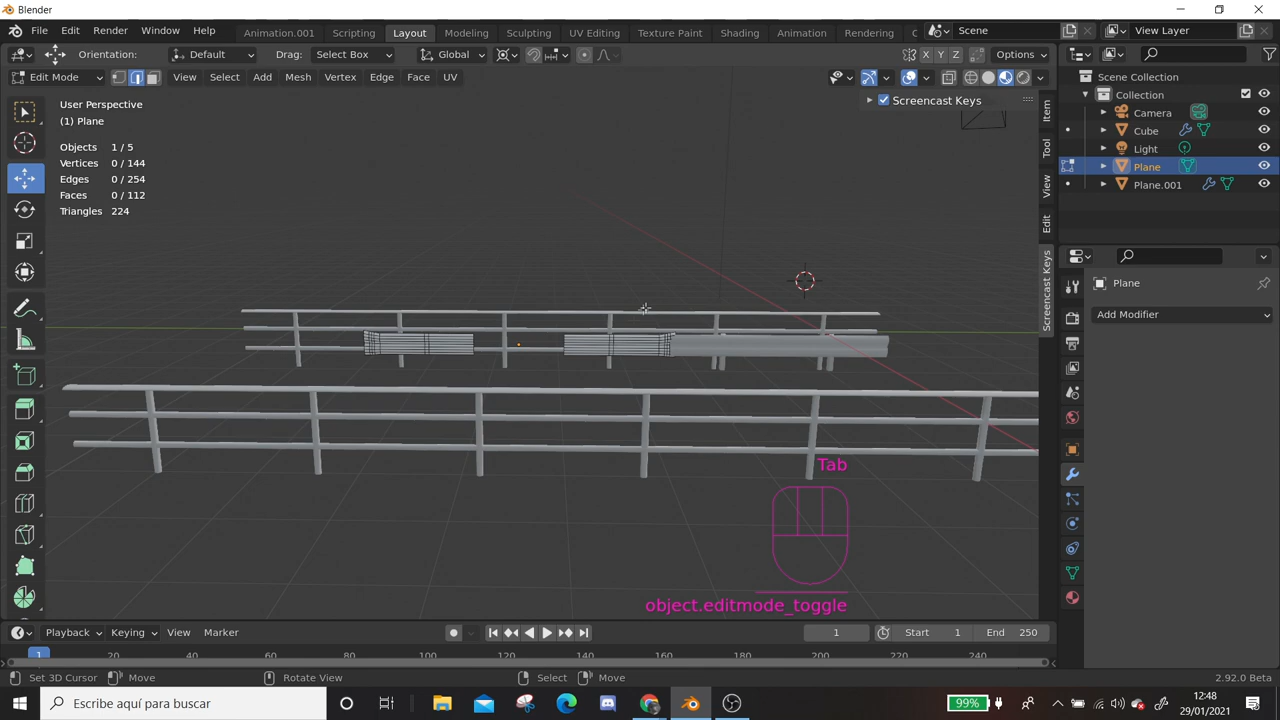 Blender
File Edit Render Window Help Animation.001 Scripting Layout Modeling Sculpting UV Editing Texture Paint Shading Animation Rendering C Scene View Layer
Orientation: Default Drag: Select Box Global X Y Z Options
Edit Mode View Select Add Mesh Vertex Edge Face UV
User Perspective
(1) Plane
Objects 1 / 5
Vertices 0 / 144
Edges 0 / 254
Faces 0 / 112
Triangles 224
Screencast Keys
Item
Tool
View
Edit
Screencast Keys
Scene Collection
Collection
Camera
Cube
Light
Plane
Plane.001
Plane
Add Modifier
Tab
object.editmode_toggle
Playback Keying View Marker 1 Start 1 End 250
1 20 40 60 80 100 120 140 160 180 200 220 240
Set 3D Cursor Move Rotate View Select Move 2.92.0 Beta
Escribe aquí para buscar 99% 12:48
29/01/2021